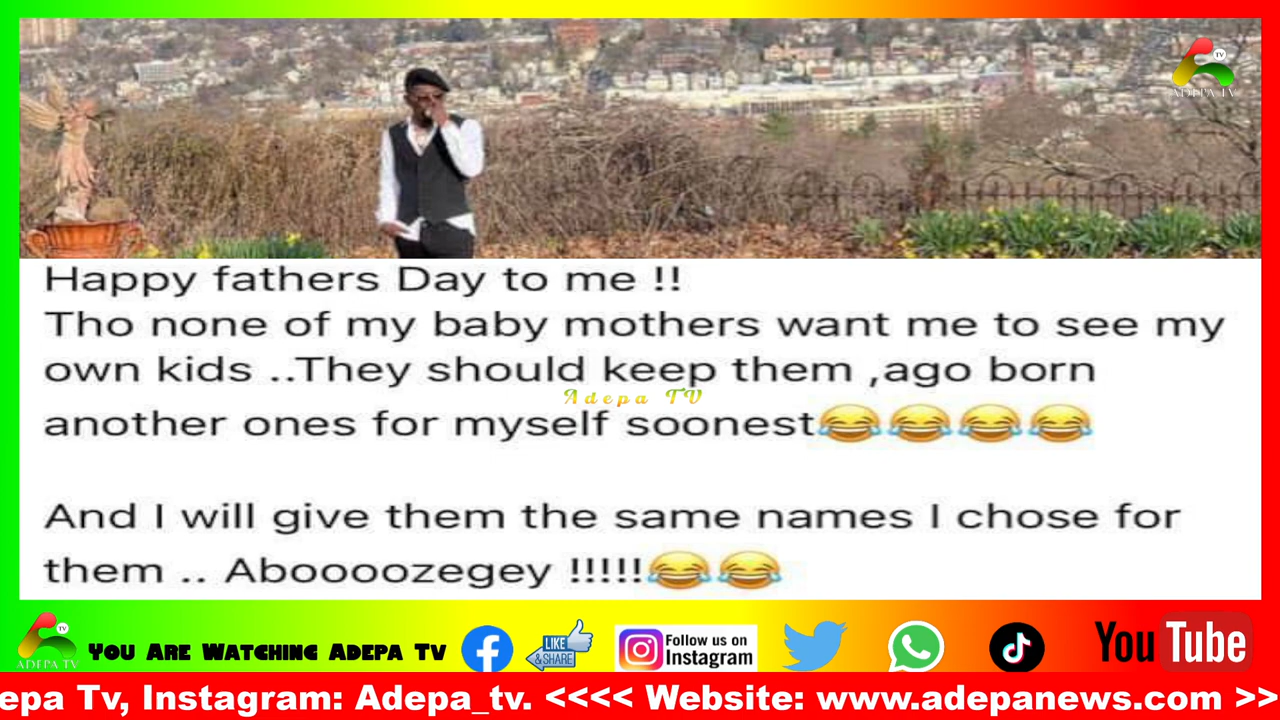 TV
ADEPA TV
Happy fathers Day to me !!
Tho none of my baby mothers want me to see my
own kids ..They should keep them ,ago born
Adepa TV
another ones for myself soonest😂😂😂😂
And I will give them the same names I chose for
them .. Aboooozegey !!!!!😂😂
TV
ADEPA TV
You Are Watching Adepa Tv
LIKE
&SHARE
Follow us on
Instagram
YouTube
epa Tv, Instagram: Adepa_tv. <<<< Website: www.adepanews.com >>